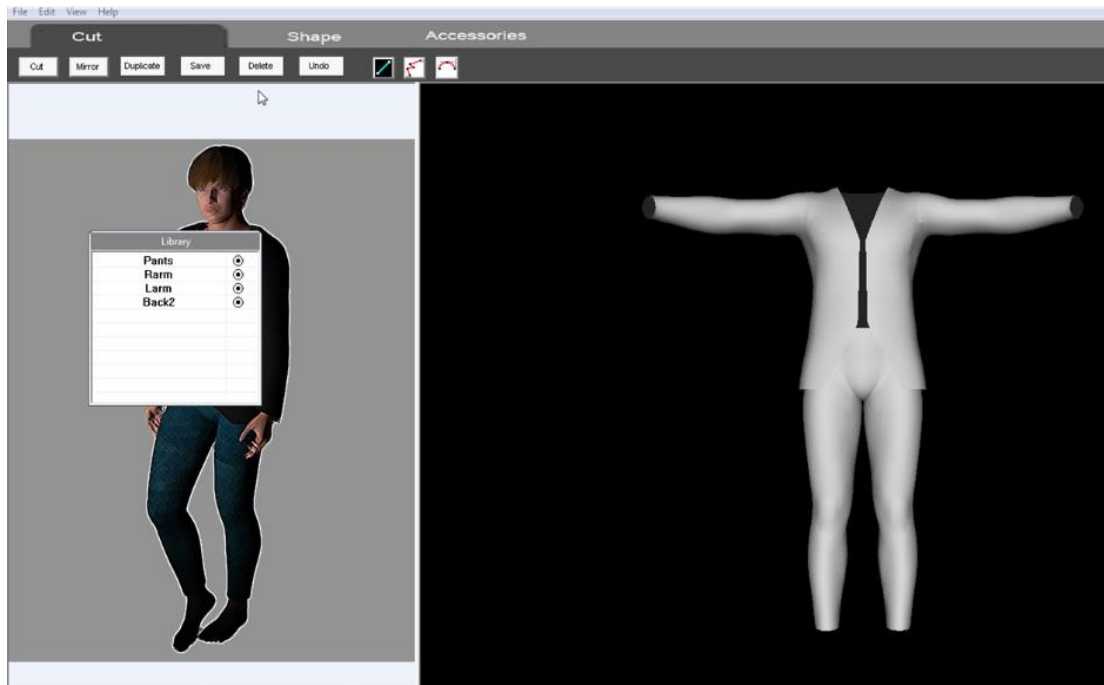 File Edit View Help
Cut Shape Accessories
Cut Mirror Duplicate Save Delete Undo
Library
Pants
Rarm
Larm
Back2